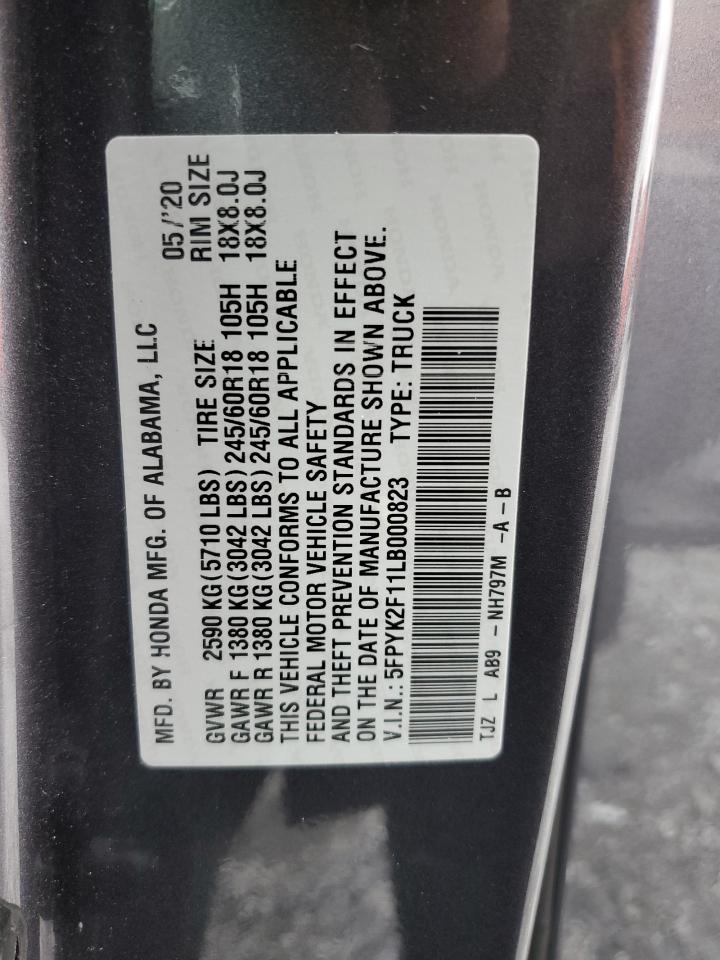 MFD. BY HONDA MFG. OF ALABAMA, LLC 05/'20
GVWR 2590 KG(5710 LBS) TIRE SIZE RIM SIZE
GAWR F 1380 KG(3042 LBS) 245/60R18 105H 18X8.0J
GAWR R 1380 KG(3042 LBS) 245/60R18 105H 18X8.0J
THIS VEHICLE CONFORMS TO ALL APPLICABLE
FEDERAL MOTOR VEHICLE SAFETY
AND THEFT PREVENTION STANDARDS IN EFFECT
ON THE DATE OF MANUFACTURE SHOWN ABOVE.
V.I.N.: 5FPYK2F11LB000823 TYPE: TRUCK
TJZ L AB9 -NH797M -A-B